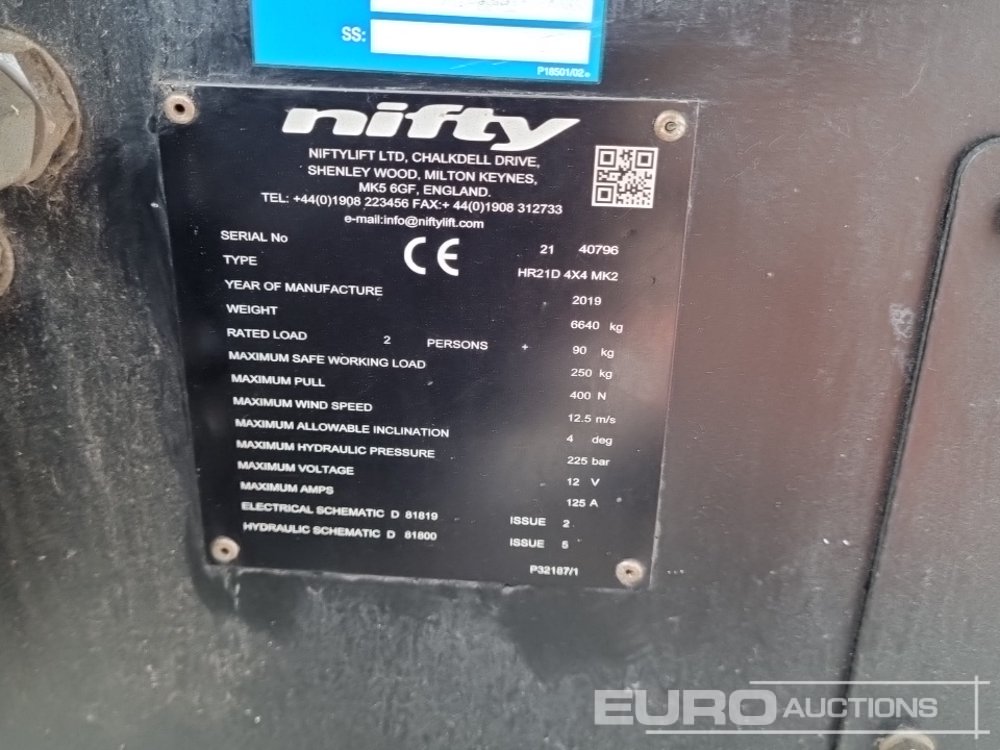 SS:
P18501/02
nifty
NIFTYLIFT LTD, CHALKDELL DRIVE,
SHENLEY WOOD, MILTON KEYNES,
MK5 6GF, ENGLAND.
TEL: +44(0)1908 223456 FAX:+ 44(0)1908 312733
e-mail:info@niftylift.com
CE
SERIAL No 21 40796
TYPE HR21D 4X4 MK2
YEAR OF MANUFACTURE 2019
WEIGHT 6640 kg
RATED LOAD 2 PERSONS + 90 kg
MAXIMUM SAFE WORKING LOAD 250 kg
MAXIMUM PULL 400 N
MAXIMUM WIND SPEED 12.5 m/s
MAXIMUM ALLOWABLE INCLINATION 4 deg
MAXIMUM HYDRAULIC PRESSURE 225 bar
MAXIMUM VOLTAGE 12 V
MAXIMUM AMPS 125 A
ELECTRICAL SCHEMATIC D 81819 ISSUE 2
HYDRAULIC SCHEMATIC D 81800 ISSUE 5
P32187/1
EURO AUCTIONS